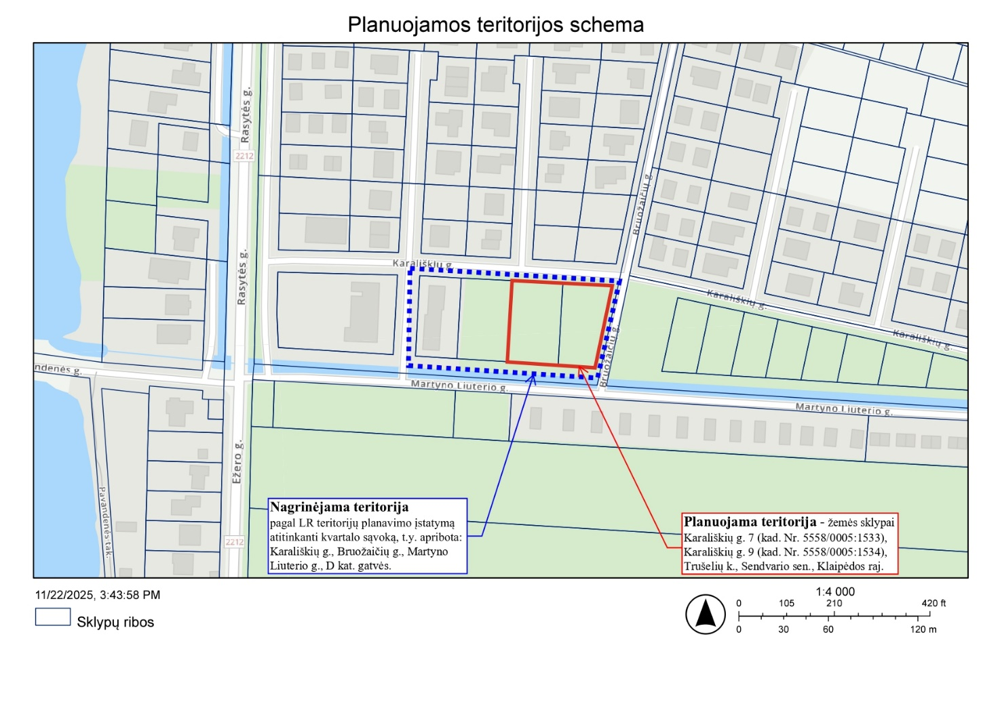 Planuojamos teritorijos schema
Rasytės g.
2212
Bruožaičių g.
Rasytės g.
Karališkių g.
Karališkių g.
Karališkių g.
Bruožaičių g.
ndenės g.
Martyno Liuterio g.
Martyno Liuterio g.
Ežero g.
Pavandenės tak.
2212
Nagrinėjama teritorija
pagal LR teritorijų planavimo įstatymą
atitinkanti kvartalo sąvoką, t.y. apribota:
Karališkių g., Bruožaičių g., Martyno
Liuterio g., D kat. gatvės.
Planuojama teritorija - žemės sklypai
Karališkių g. 7 (kad. Nr. 5558/0005:1533),
Karališkių g. 9 (kad. Nr. 5558/0005:1534),
Trušelių k., Sendvario sen., Klaipėdos raj.
11/22/2025, 3:43:58 PM
Sklypų ribos
1:4 000
0 105 210 420 ft
0 30 60 120 m